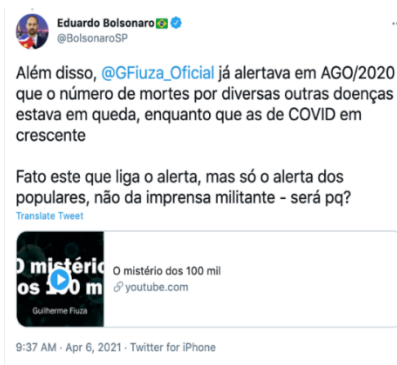 Eduardo Bolsonaro🇧🇷
@BolsonaroSP
Além disso, @GFiuza_Oficial já alertava em AGO/2020
que o número de mortes por diversas outras doenças
estava em queda, enquanto que as de COVID em
crescente
Fato este que liga o alerta, mas só o alerta dos
populares, não da imprensa militante - será pq?
Translate Tweet
O mistério
os 100 m
Guilherme Fiuza
O mistério dos 100 mil
youtube.com
9:37 AM · Apr 6, 2021 · Twitter for iPhone